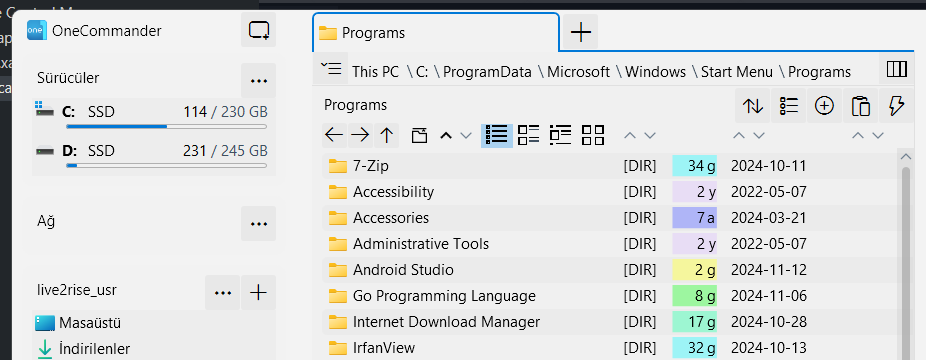 e Control M
ap
.xa
ca
OneCommander
Sürücüler
C: SSD 114 / 230 GB
D: SSD 231 / 245 GB
Ağ
live2rise_usr
Masaüstü
İndirilenler
Programs
This PC \ C: \ ProgramData \ Microsoft \ Windows \ Start Menu \ Programs
Programs
7-Zip [DIR] 34 g 2024-10-11
Accessibility [DIR] 2 y 2022-05-07
Accessories [DIR] 7 a 2024-03-21
Administrative Tools [DIR] 2 y 2022-05-07
Android Studio [DIR] 2 g 2024-11-12
Go Programming Language [DIR] 8 g 2024-11-06
Internet Download Manager [DIR] 17 g 2024-10-28
IrfanView [DIR] 32 g 2024-10-13